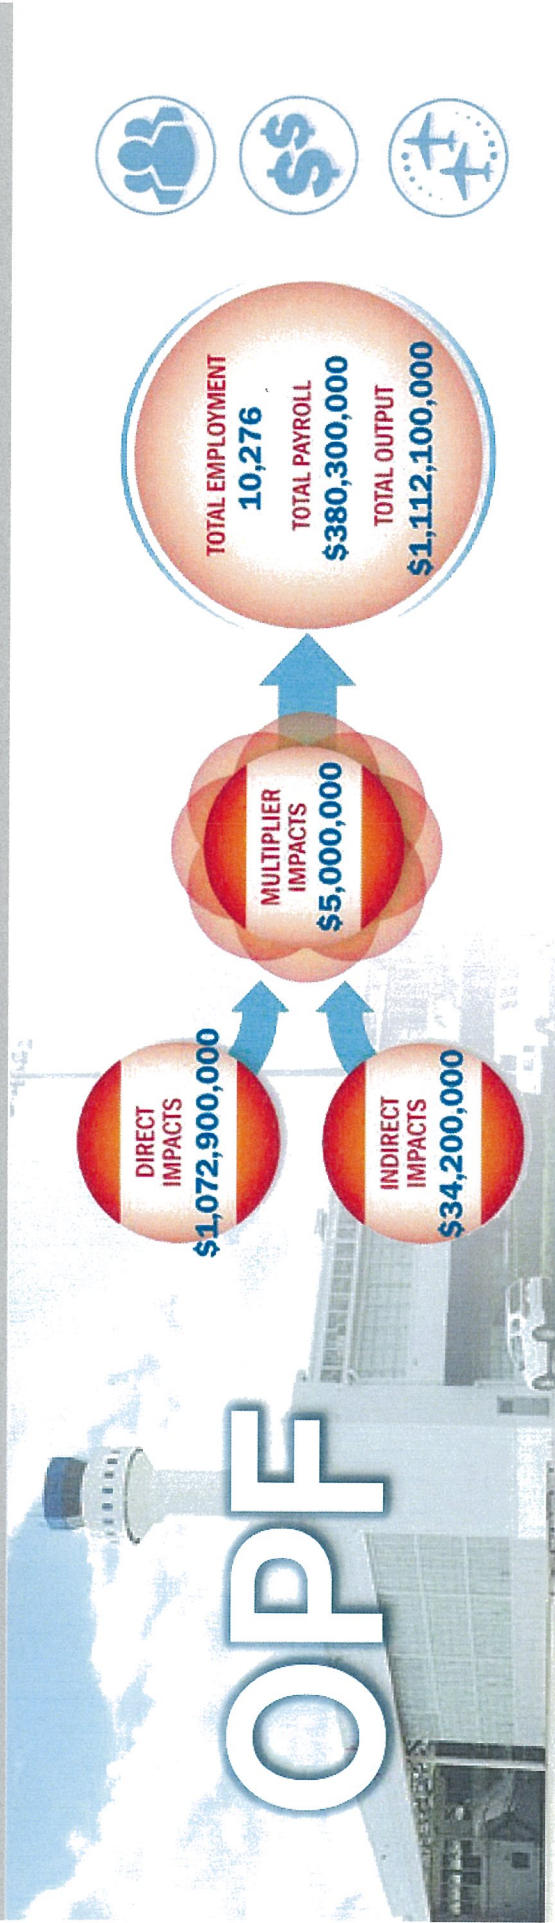 OPF
DIRECT
IMPACTS
$1,072,900,000
INDIRECT
IMPACTS
$34,200,000
MULTIPLIER
IMPACTS
$5,000,000
TOTAL EMPLOYMENT
10,276
TOTAL PAYROLL
$380,300,000
TOTAL OUTPUT
$1,112,100,000
$$